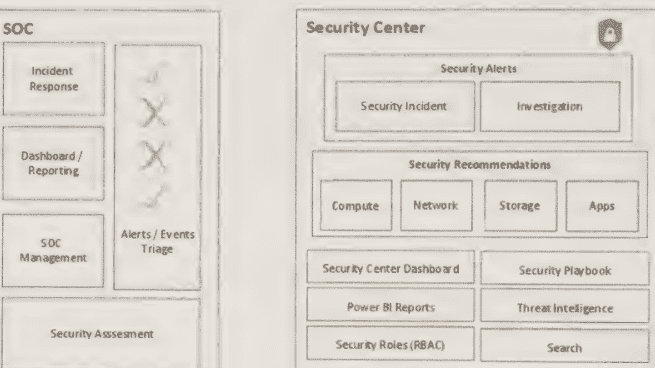 SOC
Incident
Response
Dashboard /
Reporting
SOC
Management
Alerts / Events
Triage
Security Asssesment
Security Center
Security Alerts
Security Incident
Investigation
Security Recommendations
Compute
Network
Storage
Apps
Security Center Dashboard
Security Playbook
Power BI Reports
Threat Intelligence
Security Roles (RBAC)
Search